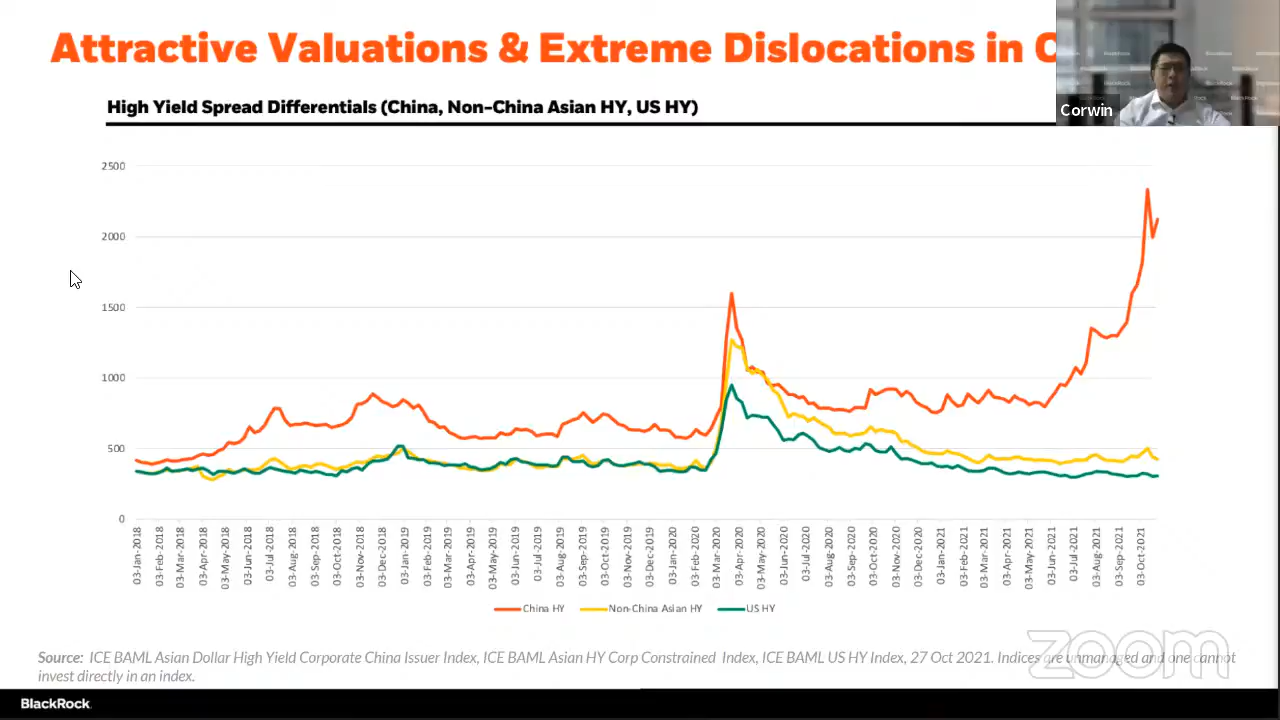 Attractive Valuations & Extreme Dislocations in C
High Yield Spread Differentials (China, Non-China Asian HY, US HY)
Corwin
2500
2000
1500
1000
500
0
03-Jan-2018
03-Feb-2018
03-Mar-2018
03-Apr-2018
03-May-2018
03-Jun-2018
03-Jul-2018
03-Aug-2018
03-Sep-2018
03-Oct-2018
03-Nov-2018
03-Dec-2018
03-Jan-2019
03-Feb-2019
03-Mar-2019
03-Apr-2019
03-May-2019
03-Jun-2019
03-Jul-2019
03-Aug-2019
03-Sep-2019
03-Oct-2019
03-Nov-2019
03-Dec-2019
03-Jan-2020
03-Feb-2020
03-Mar-2020
03-Apr-2020
03-May-2020
03-Jun-2020
03-Jul-2020
03-Aug-2020
03-Sep-2020
03-Oct-2020
03-Nov-2020
03-Dec-2020
03-Jan-2021
03-Feb-2021
03-Mar-2021
03-Apr-2021
03-May-2021
03-Jun-2021
03-Jul-2021
03-Aug-2021
03-Sep-2021
03-Oct-2021
China HY
Non-China Asian HY
US HY
zoom
Source: ICE BAML Asian Dollar High Yield Corporate China Issuer Index, ICE BAML Asian HY Corp Constrained Index, ICE BAML US HY Index, 27 Oct 2021. Indices are unmanaged and one cannot
invest directly in an index.
BlackRock